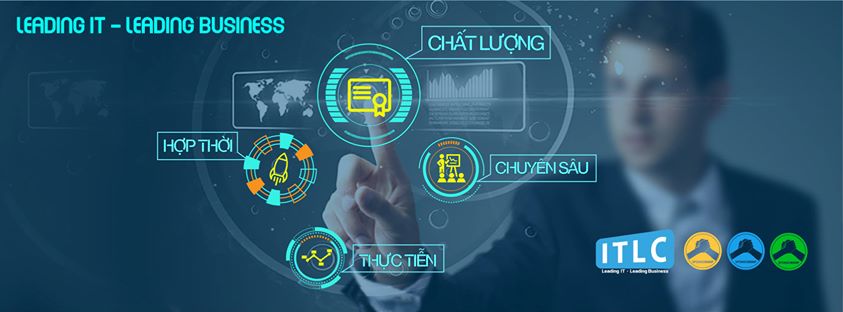 LEADING IT - LEADING BUSINESS
CHẤT LƯỢNG
HỢP THỜI
CHUYÊN SÂU
THỰC TIỄN
ITLC
Leading IT - Leading Business